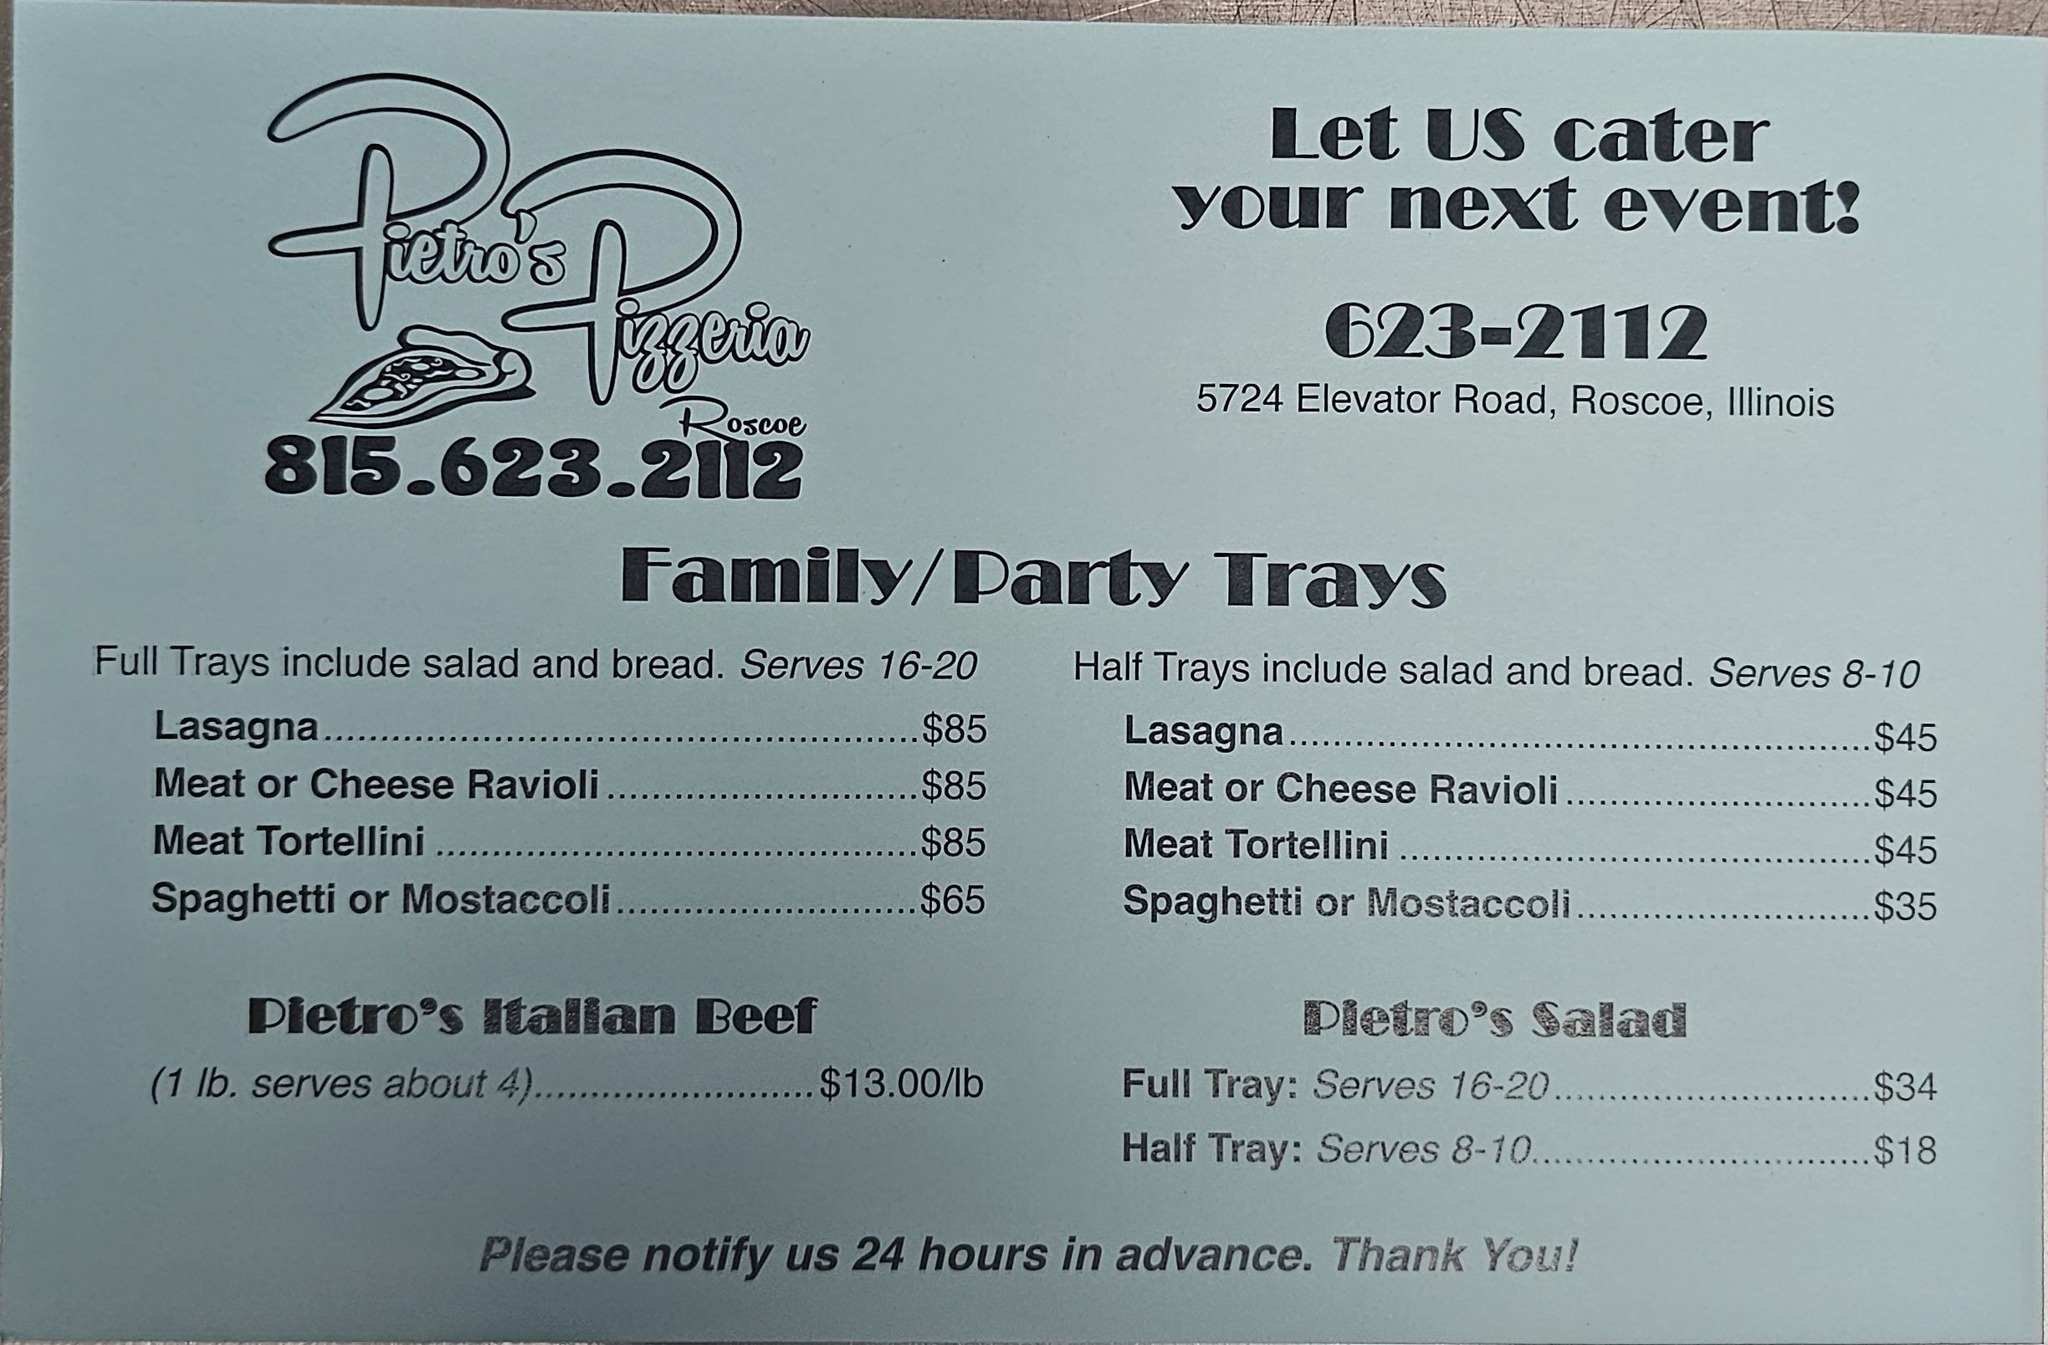 Pietro's
Pizzeria
Roscoe
815.623.2112
Let US cater
your next event!
623-2112
5724 Elevator Road, Roscoe, Illinois
Family/Party Trays
Full Trays include salad and bread. Serves 16-20
Lasagna.....................................................$85
Meat or Cheese Ravioli............................$85
Meat Tortellini...........................................$85
Spaghetti or Mostaccoli...........................$65
Half Trays include salad and bread. Serves 8-10
Lasagna....................................................$45
Meat or Cheese Ravioli...........................$45
Meat Tortellini..........................................$45
Spaghetti or Mostaccoli..........................$35
Pietro's Italian Beef
(1 lb. serves about 4).........................$13.00/lb
Pietro's Salad
Full Tray: Serves 16-20............................$34
Half Tray: Serves 8-10..............................$18
Please notify us 24 hours in advance. Thank You!